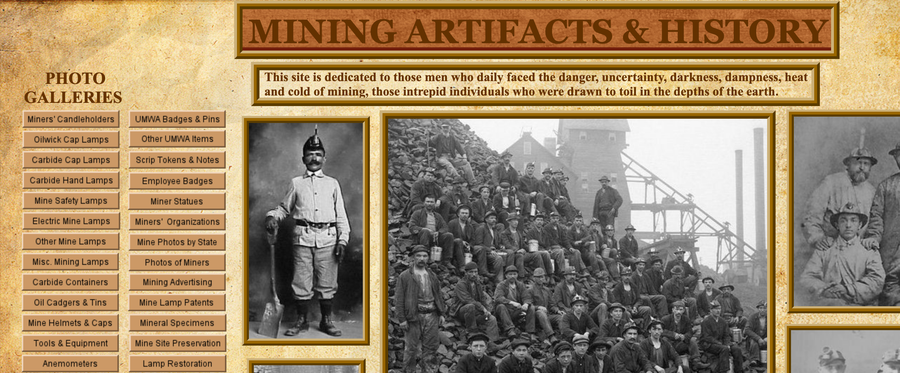 MINING ARTIFACTS & HISTORY
This site is dedicated to those men who daily faced the danger, uncertainty, darkness, dampness, heat
and cold of mining, those intrepid individuals who were drawn to toil in the depths of the earth.
PHOTO
GALLERIES
Miners' Candleholders
Oilwick Cap Lamps
Carbide Cap Lamps
Carbide Hand Lamps
Mine Safety Lamps
Electric Mine Lamps
Other Mine Lamps
Misc. Mining Lamps
Carbide Containers
Oil Cadgers & Tins
Mine Helmets & Caps
Tools & Equipment
Anemometers
UMWA Badges & Pins
Other UMWA Items
Scrip Tokens & Notes
Employee Badges
Miner Statues
Miners' Organizations
Mine Photos by State
Photos of Miners
Mining Advertising
Mine Lamp Patents
Mineral Specimens
Mine Site Preservation
Lamp Restoration